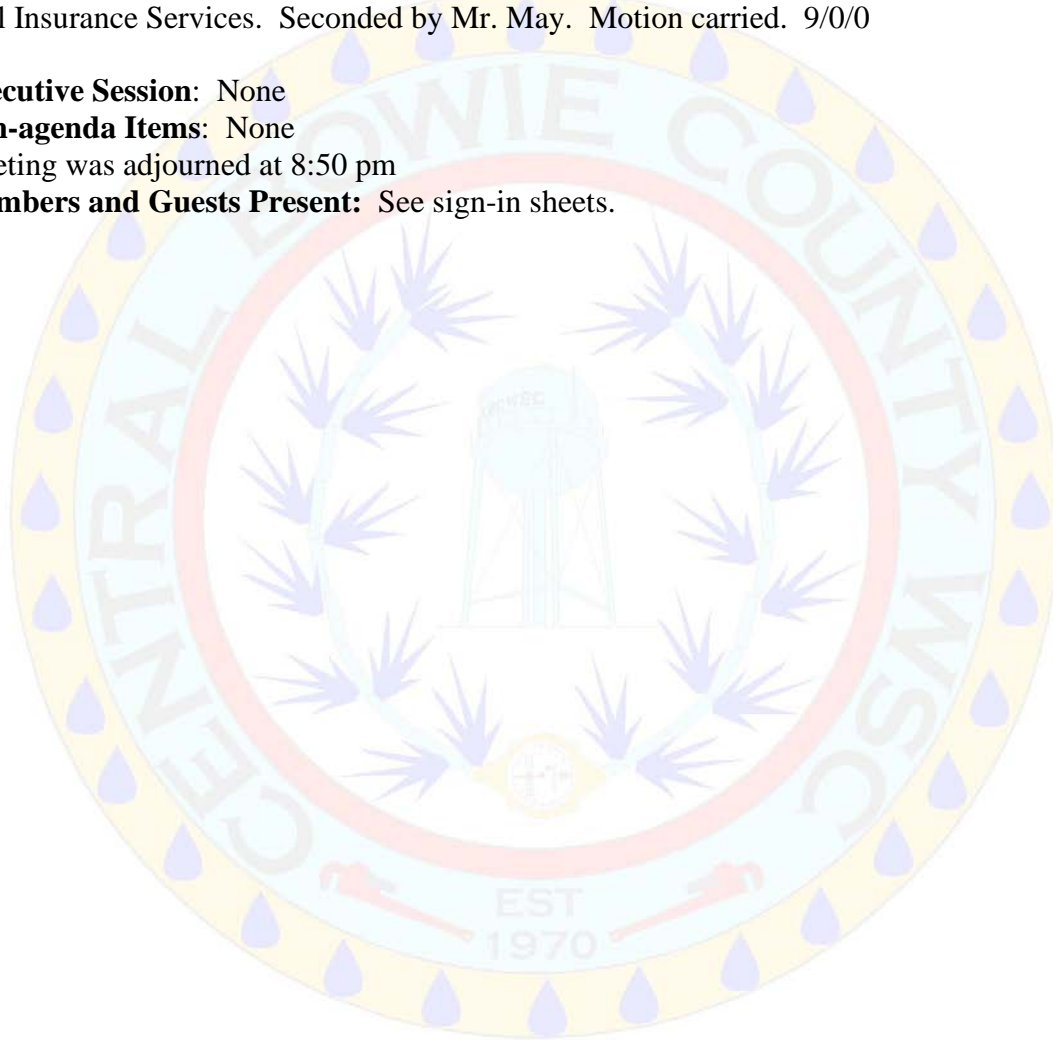 l Insurance Services.  Seconded by Mr. May.  Motion carried.  9/0/0
ecutive Session:  None
n-agenda Items:  None
eting was adjourned at 8:50 pm
mbers and Guests Present:  See sign-in sheets.
CENTRAL BOWIE COUNTY WSC
EST
1970